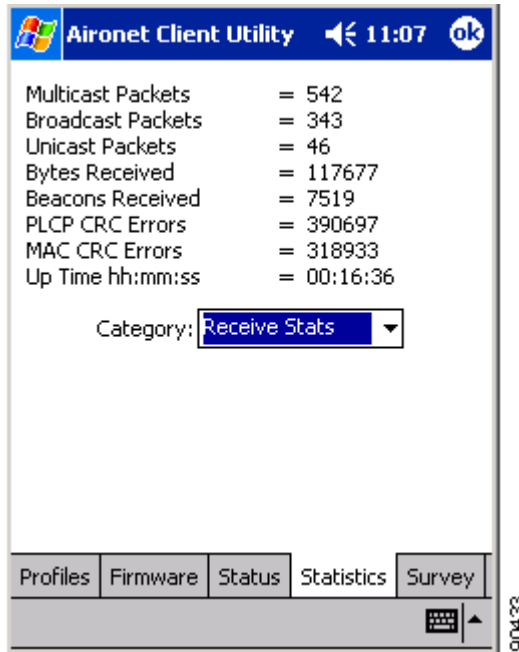 Aironet Client Utility 11:07 ok
Multicast Packets = 542
Broadcast Packets = 343
Unicast Packets = 46
Bytes Received = 117677
Beacons Received = 7519
PLCP CRC Errors = 390697
MAC CRC Errors = 318933
Up Time hh:mm:ss = 00:16:36
Category: Receive Stats
Profiles Firmware Status Statistics Survey
90433